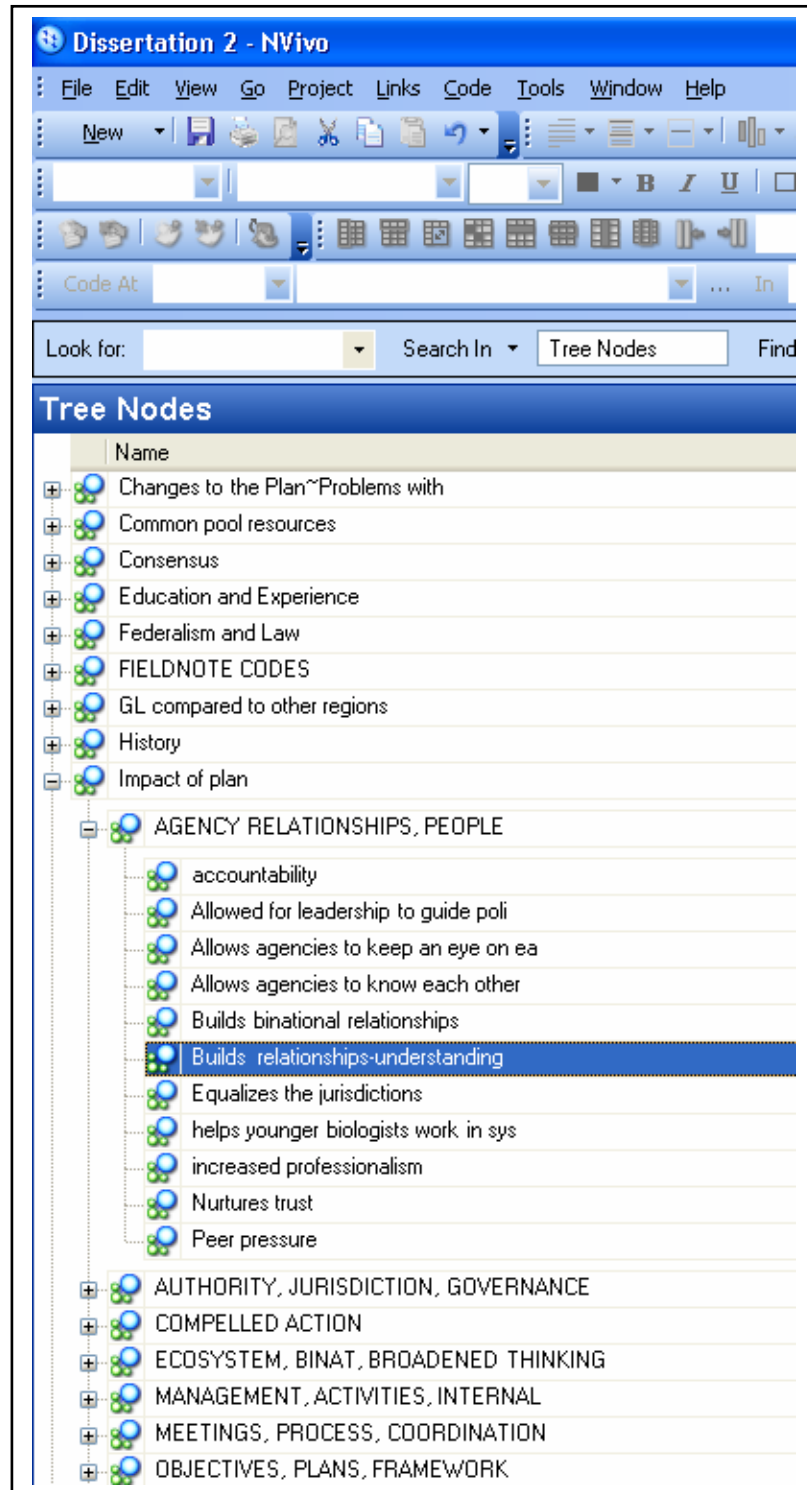 Dissertation 2 - NVivo
File Edit View Go Project Links Code Tools Window Help
New
B I U
Code At ... In
Look for: Search In Tree Nodes Find
Tree Nodes
Name
Changes to the Plan~Problems with
Common pool resources
Consensus
Education and Experience
Federalism and Law
FIELDNOTE CODES
GL compared to other regions
History
Impact of plan
AGENCY RELATIONSHIPS, PEOPLE
accountability
Allowed for leadership to guide poli
Allows agencies to keep an eye on ea
Allows agencies to know each other
Builds binational relationships
Builds relationships-understanding
Equalizes the jurisdictions
helps younger biologists work in sys
increased professionalism
Nurtures trust
Peer pressure
AUTHORITY, JURISDICTION, GOVERNANCE
COMPELLED ACTION
ECOSYSTEM, BINAT, BROADENED THINKING
MANAGEMENT, ACTIVITIES, INTERNAL
MEETINGS, PROCESS, COORDINATION
OBJECTIVES, PLANS, FRAMEWORK